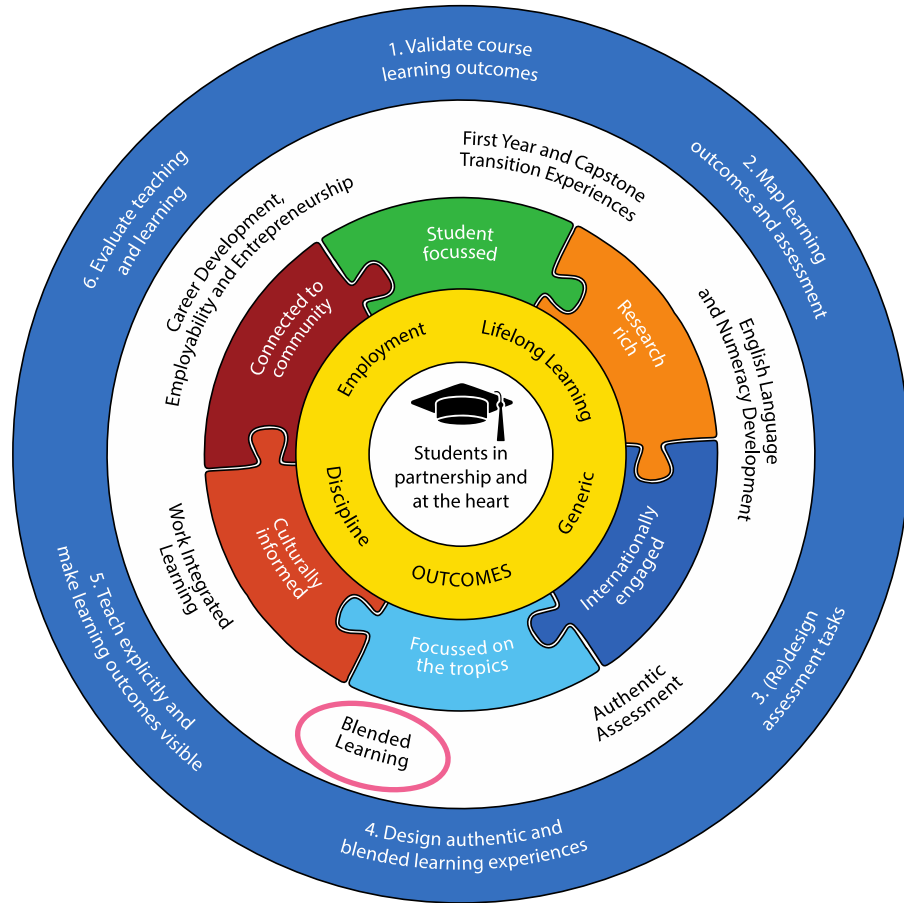 1. Validate course
learning outcomes
2. Map learning
outcomes and assessment
3. (Re)design
assessment tasks
4. Design authentic and
blended learning experiences
5. Teach explicitly and
make learning outcomes visible
6. Evaluate teaching
and learning
First Year and Capstone
Transition Experiences
English Language
and Numeracy Development
Authentic
Assessment
Blended
Learning
Work Integrated
Learning
Career Development,
Employability and Entrepreneurship
Student
focussed
Research
rich
Internationally
engaged
Focussed on
the tropics
Culturally
informed
Connected to
community
Employment
Lifelong Learning
Generic
OUTCOMES
Discipline
Students in
partnership and
at the heart